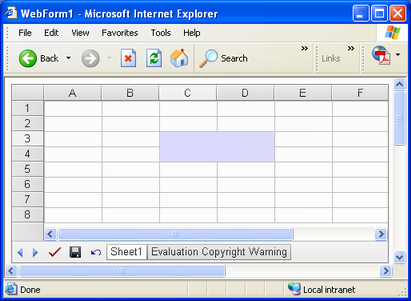 WebForm1 - Microsoft Internet Explorer
File Edit View Favorites Tools Help
Back Search » Links »
A B C D E F
1
2
3
4
5
6
7
8
Sheet1 Evaluation Copyright Warning
Done Local intranet